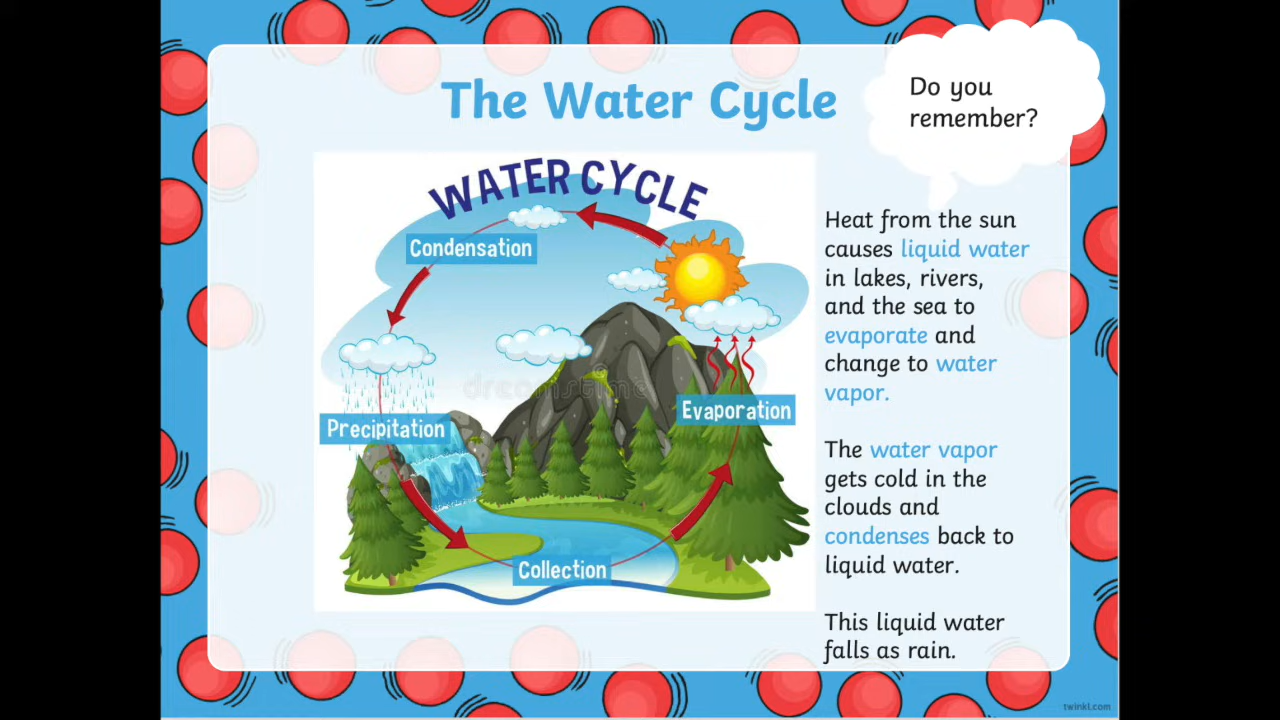 The Water Cycle
Do you
remember?
WATER CYCLE
Condensation
Precipitation
Evaporation
Collection
dreamstime
Heat from the sun
causes liquid water
in lakes, rivers,
and the sea to
evaporate and
change to water
vapor.
The water vapor
gets cold in the
clouds and
condenses back to
liquid water.
This liquid water
falls as rain.
twinkl.com